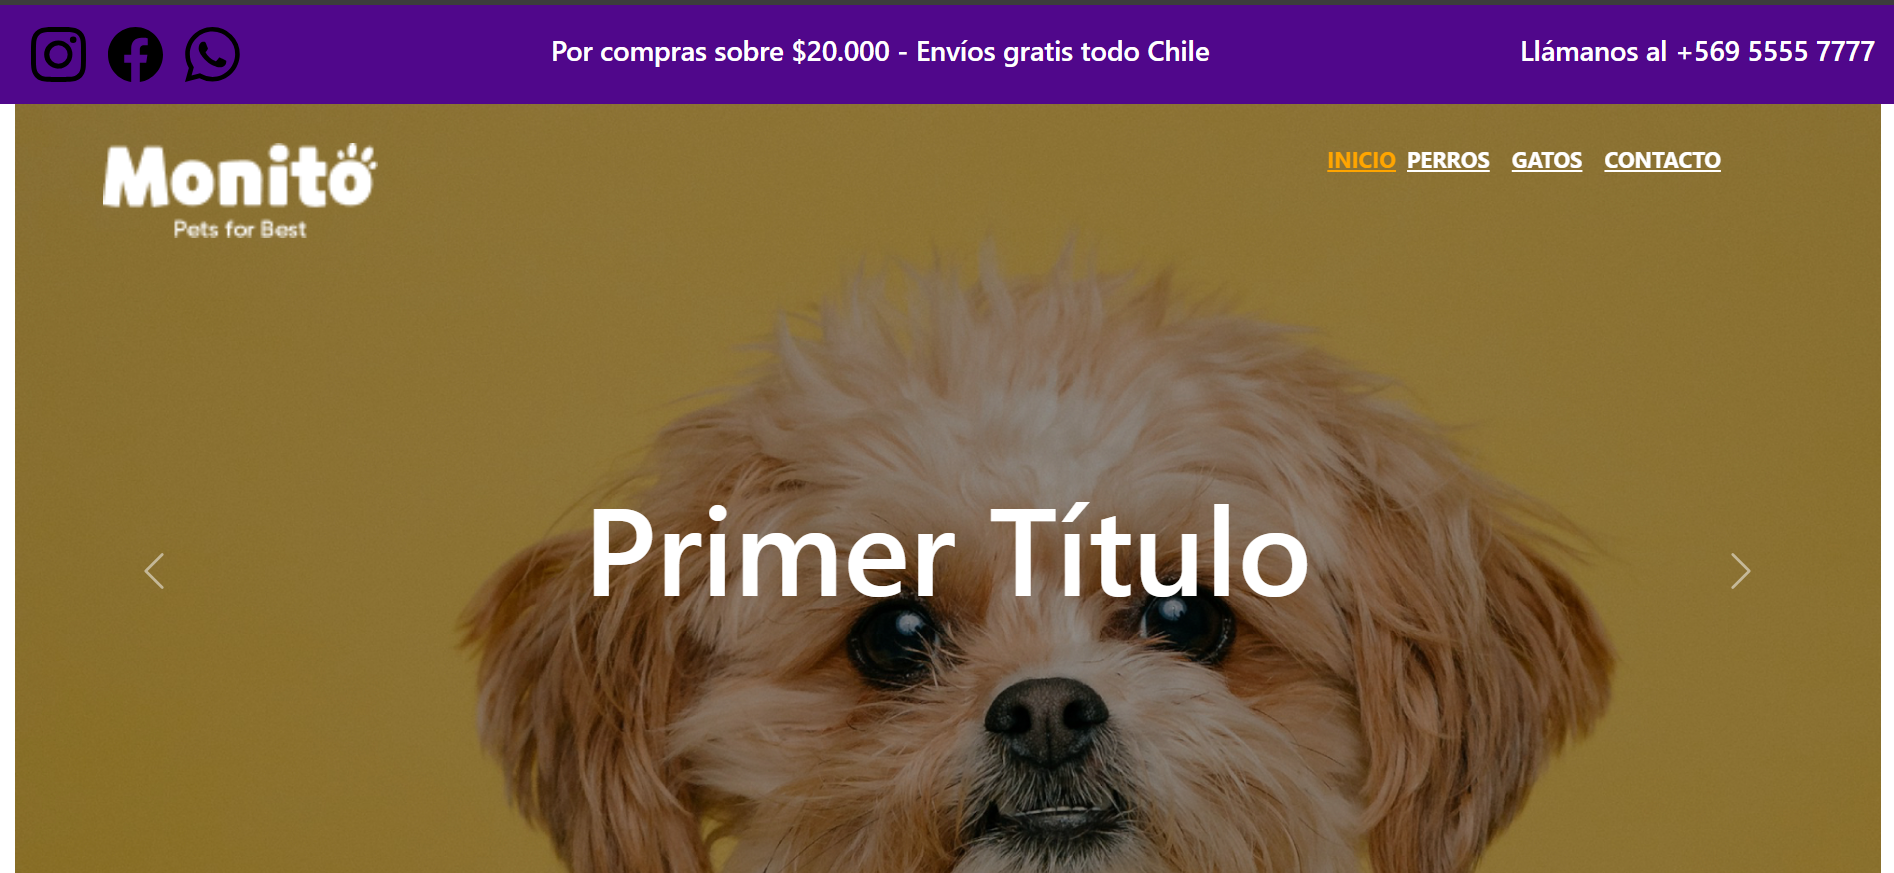 Por compras sobre $20.000 - Envíos gratis todo Chile
Llámanos al +569 5555 7777
Monito
Pets for Best
INICIO PERROS GATOS CONTACTO
Primer Título